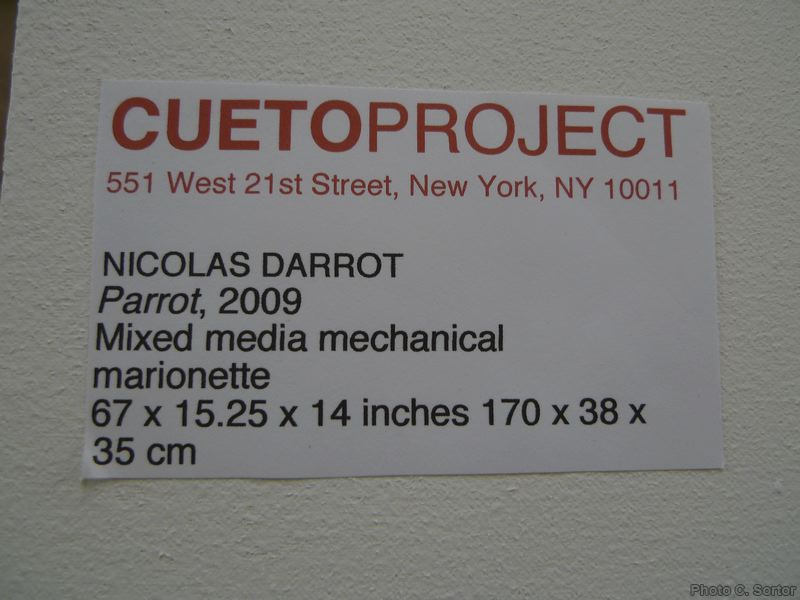 CUETOPROJECT
551 West 21st Street, New York, NY 10011
NICOLAS DARROT
Parrot, 2009
Mixed media mechanical
marionette
67 x 15.25 x 14 inches 170 x 38 x
35 cm
Photo C. Sortor